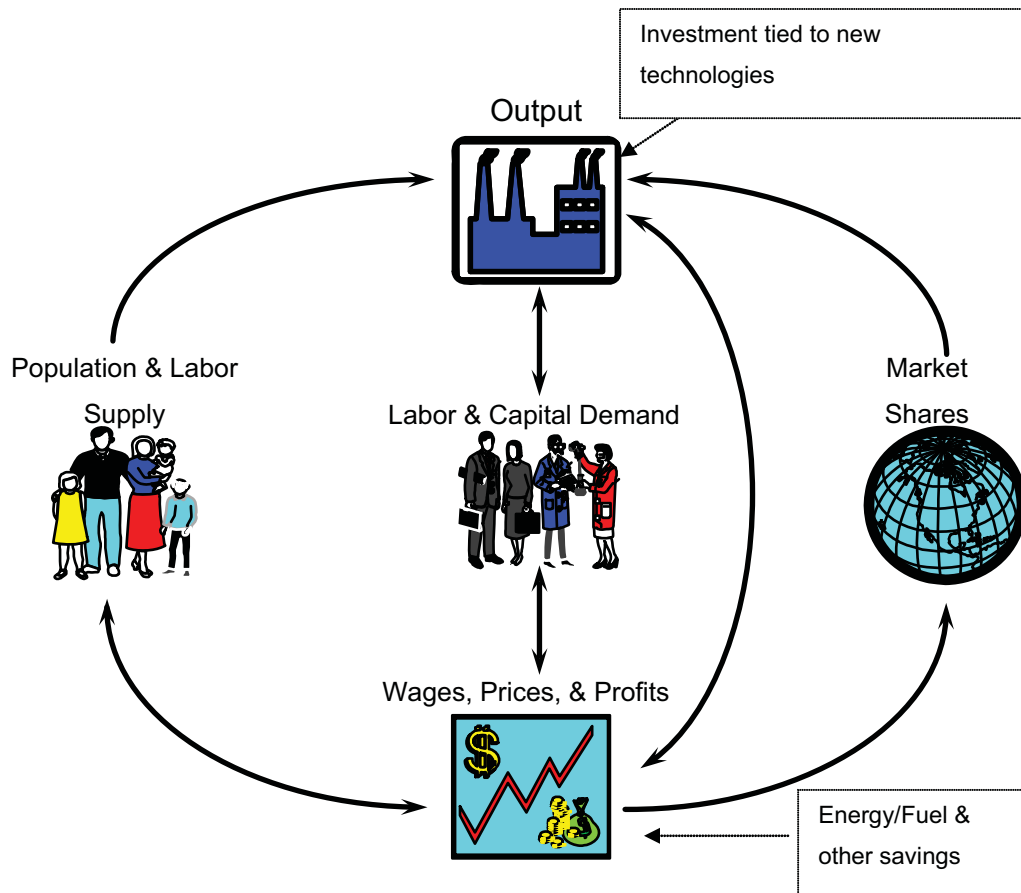 Investment tied to new
technologies
Output
Population & Labor
Supply
Labor & Capital Demand
Market
Shares
Wages, Prices, & Profits
$
$
Energy/Fuel &
other savings